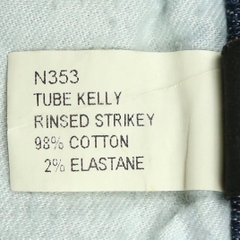 N353
TUBE KELLY
RINSED STRIKEY
98% COTTON
2% ELASTANE